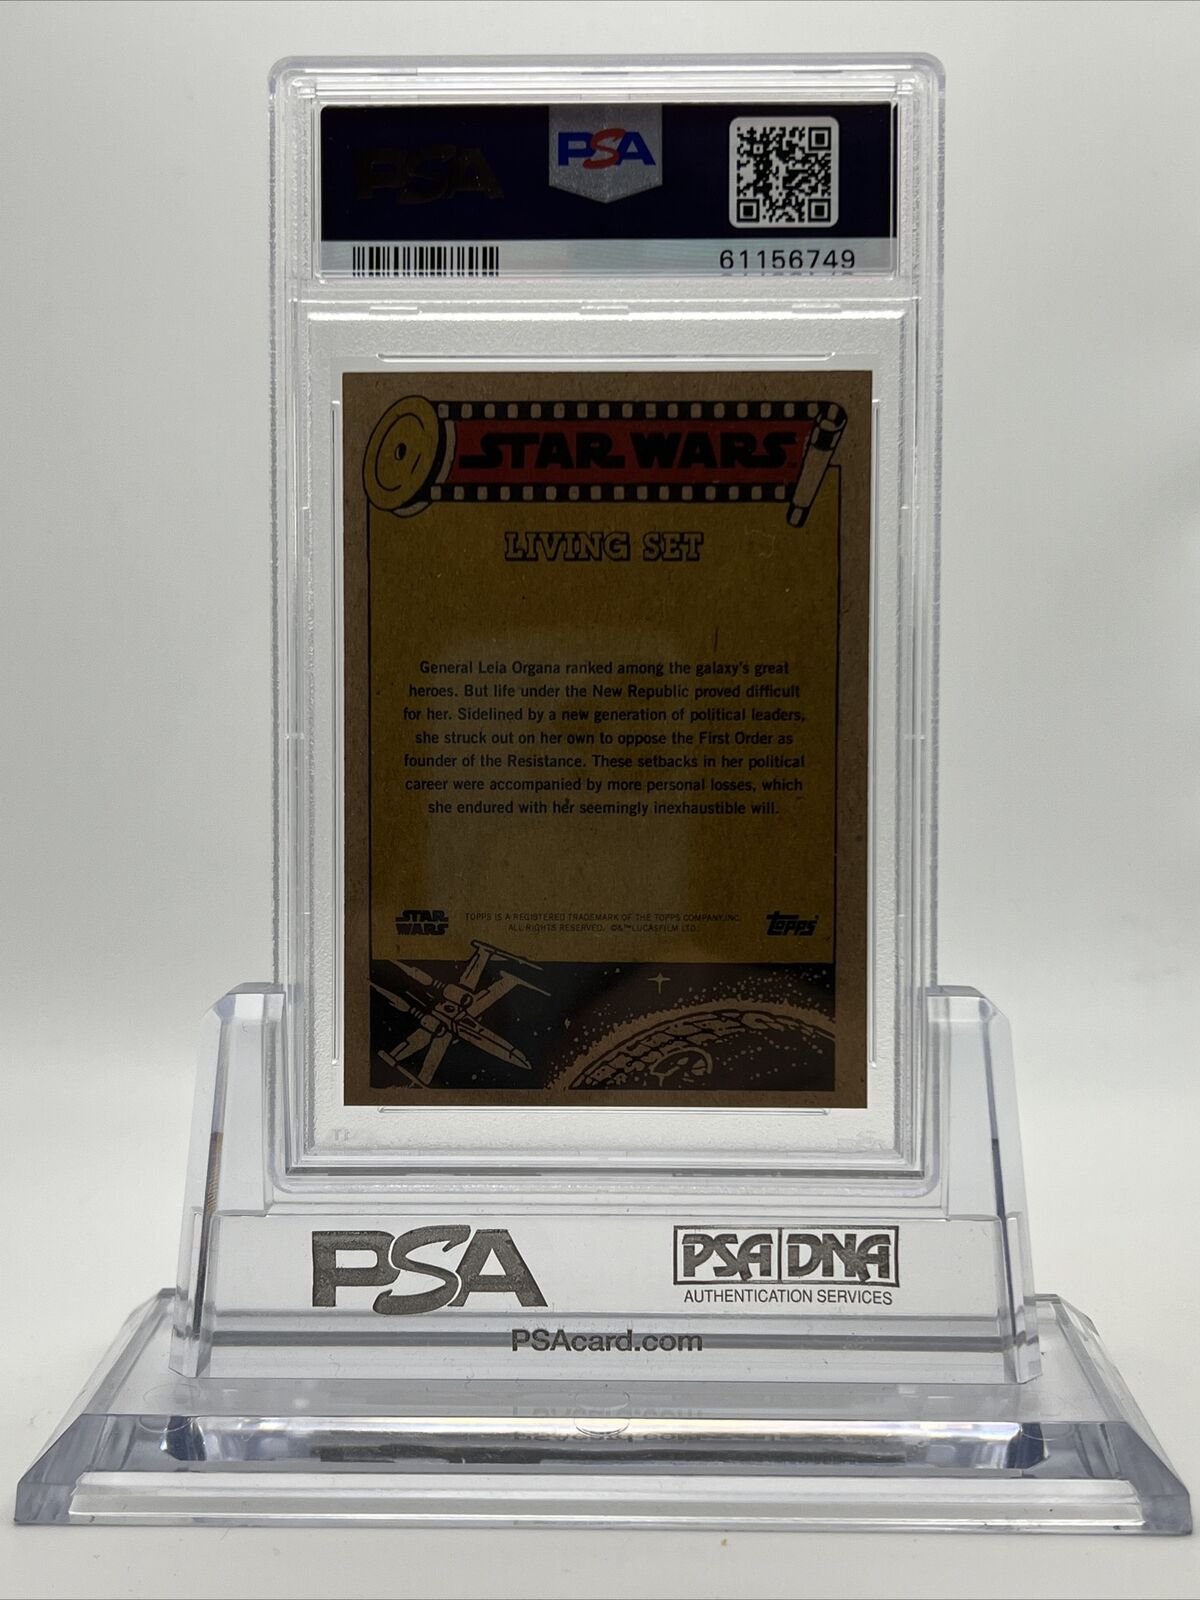 PSA
PSA
61156749
STAR WARS
LIVING SET
General Leia Organa ranked among the galaxy's great
heroes. But life under the New Republic proved difficult
for her. Sidelined by a new generation of political leaders,
she struck out on her own to oppose the First Order as
founder of the Resistance. These setbacks in her political
career were accompanied by more personal losses, which
she endured with her seemingly inexhaustible will.
STAR
WARS
TOPPS IS A REGISTERED TRADEMARK OF THE TOPPS COMPANY, INC.
ALL RIGHTS RESERVED. ©&™LUCASFILM LTD.
Topps
PSA
PSA DNA
AUTHENTICATION SERVICES
PSAcard.com